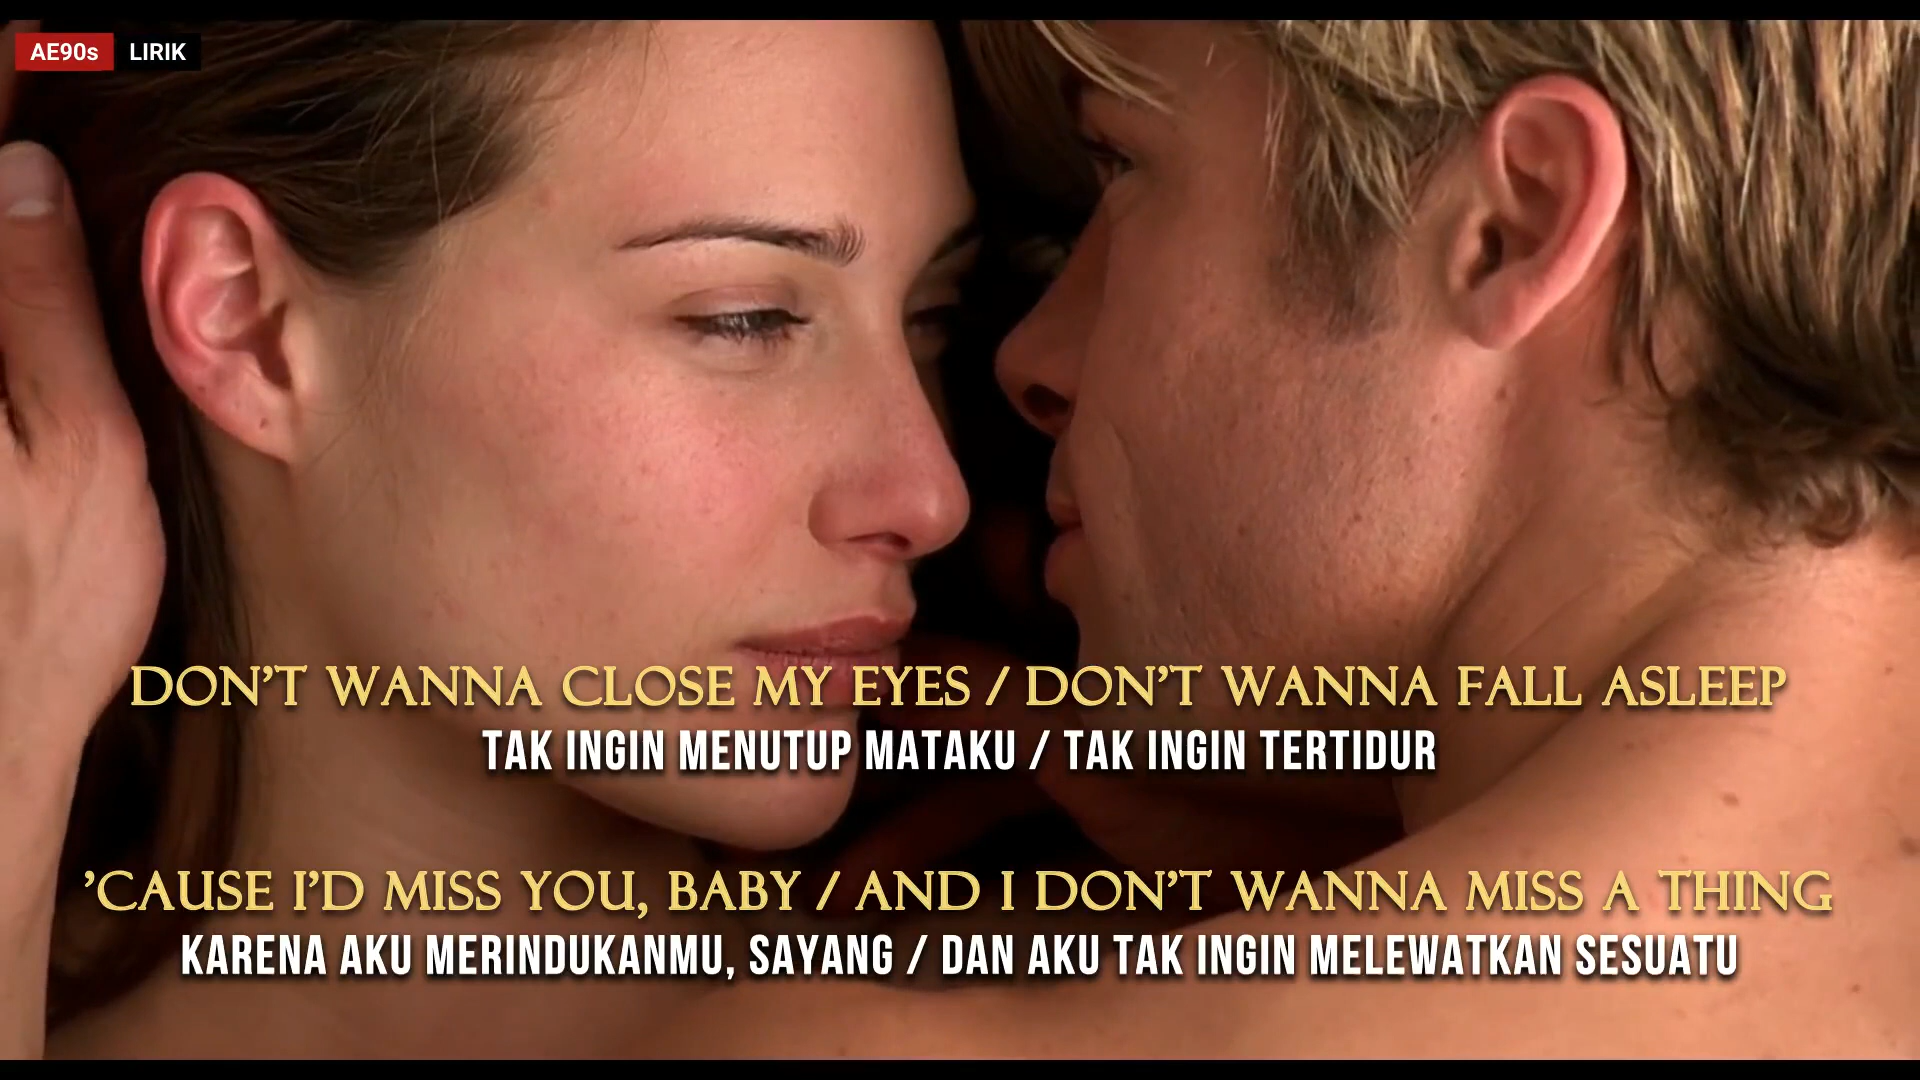 AE90s LIRIK
DON'T WANNA CLOSE MY EYES / DON'T WANNA FALL ASLEEP
TAK INGIN MENUTUP MATAKU / TAK INGIN TERTIDUR
'CAUSE I'D MISS YOU, BABY / AND I DON'T WANNA MISS A THING
KARENA AKU MERINDUKANMU, SAYANG / DAN AKU TAK INGIN MELEWATKAN SESUATU